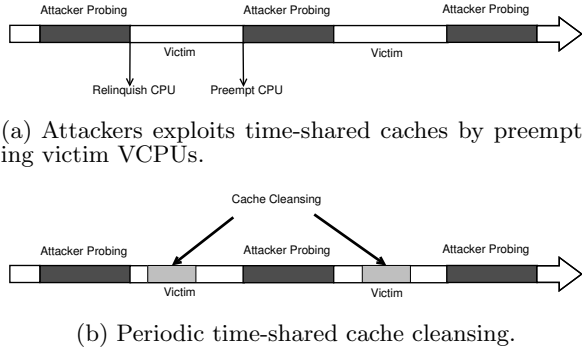 Attacker Probing Attacker Probing Attacker Probing
Victim Victim
Relinquish CPU Preempt CPU
(a) Attackers exploits time-shared caches by preempt
ing victim VCPUs.
Cache Cleansing
Attacker Probing Attacker Probing Attacker Probing
Victim Victim
(b) Periodic time-shared cache cleansing.